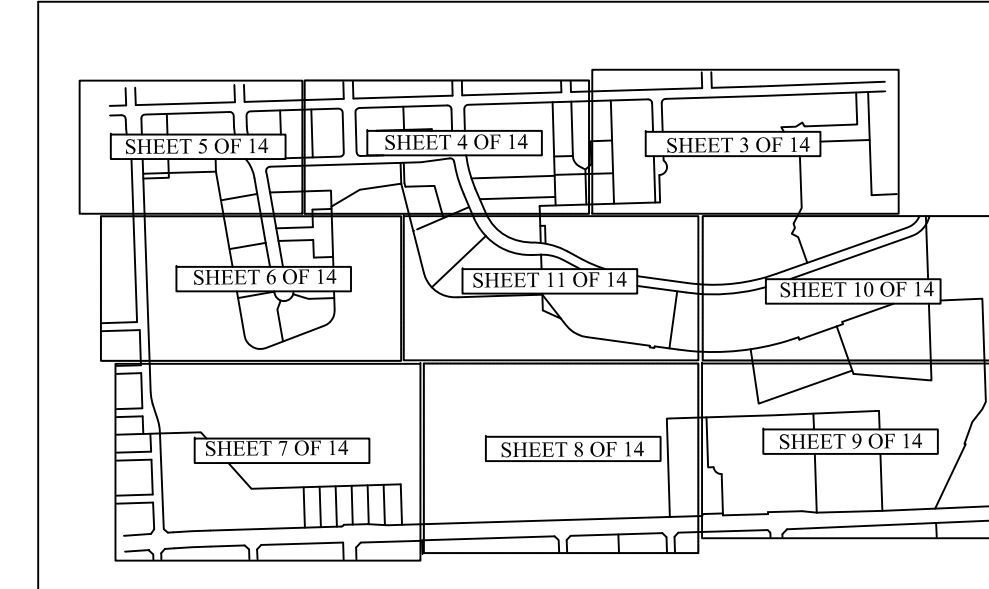 SHEET 5 OF 14
SHEET 4 OF 14
SHEET 3 OF 14
SHEET 6 OF 14
SHEET 11 OF 14
SHEET 10 OF 14
SHEET 7 OF 14
SHEET 8 OF 14
SHEET 9 OF 14